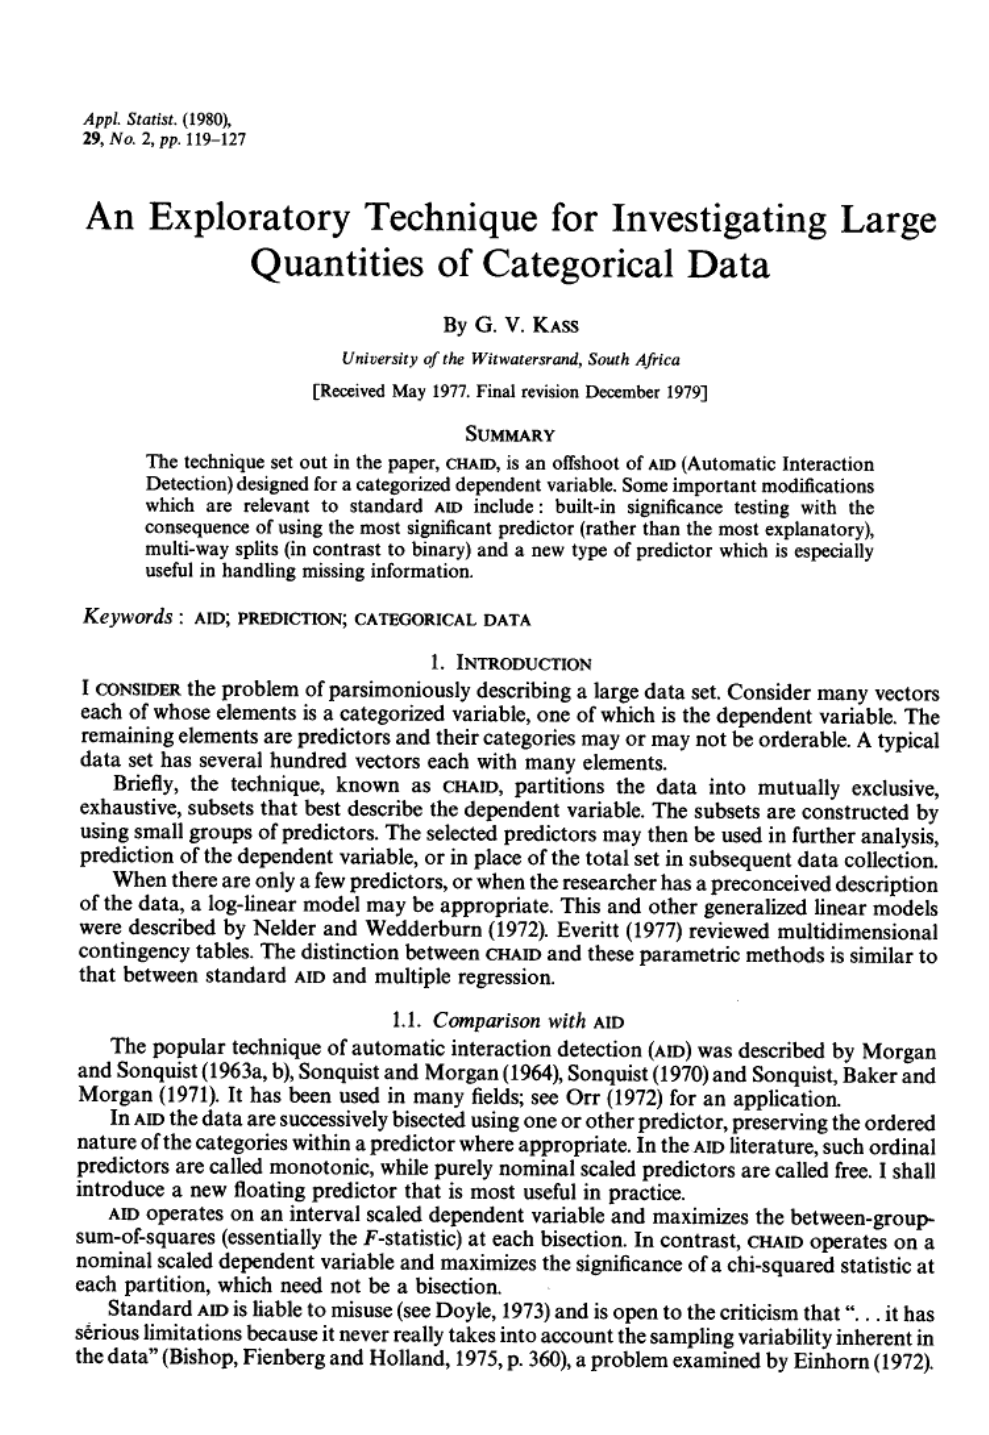 Appl. Statist. (1980),
29, No. 2, pp. 119–127
An Exploratory Technique for Investigating Large
Quantities of Categorical Data
By G. V. KASS
University of the Witwatersrand, South Africa
[Received May 1977. Final revision December 1979]
SUMMARY
The technique set out in the paper, CHAID, is an offshoot of AID (Automatic Interaction
Detection) designed for a categorized dependent variable. Some important modifications
which are relevant to standard AID include: built-in significance testing with the
consequence of using the most significant predictor (rather than the most explanatory),
multi-way splits (in contrast to binary) and a new type of predictor which is especially
useful in handling missing information.
Keywords: AID; PREDICTION; CATEGORICAL DATA
1. INTRODUCTION
I CONSIDER the problem of parsimoniously describing a large data set. Consider many vectors
each of whose elements is a categorized variable, one of which is the dependent variable. The
remaining elements are predictors and their categories may or may not be orderable. A typical
data set has several hundred vectors each with many elements.
Briefly, the technique, known as CHAID, partitions the data into mutually exclusive,
exhaustive, subsets that best describe the dependent variable. The subsets are constructed by
using small groups of predictors. The selected predictors may then be used in further analysis,
prediction of the dependent variable, or in place of the total set in subsequent data collection.
When there are only a few predictors, or when the researcher has a preconceived description
of the data, a log-linear model may be appropriate. This and other generalized linear models
were described by Nelder and Wedderburn (1972). Everitt (1977) reviewed multidimensional
contingency tables. The distinction between CHAID and these parametric methods is similar to
that between standard AID and multiple regression.
1.1. Comparison with AID
The popular technique of automatic interaction detection (AID) was described by Morgan
and Sonquist (1963a, b), Sonquist and Morgan (1964), Sonquist (1970) and Sonquist, Baker and
Morgan (1971). It has been used in many fields; see Orr (1972) for an application.
In AID the data are successively bisected using one or other predictor, preserving the ordered
nature of the categories within a predictor where appropriate. In the AID literature, such ordinal
predictors are called monotonic, while purely nominal scaled predictors are called free. I shall
introduce a new floating predictor that is most useful in practice.
AID operates on an interval scaled dependent variable and maximizes the between-group-
sum-of-squares (essentially the F-statistic) at each bisection. In contrast, CHAID operates on a
nominal scaled dependent variable and maximizes the significance of a chi-squared statistic at
each partition, which need not be a bisection.
Standard AID is liable to misuse (see Doyle, 1973) and is open to the criticism that “. . . it has
serious limitations because it never really takes into account the sampling variability inherent in
the data” (Bishop, Fienberg and Holland, 1975, p. 360), a problem examined by Einhorn (1972).